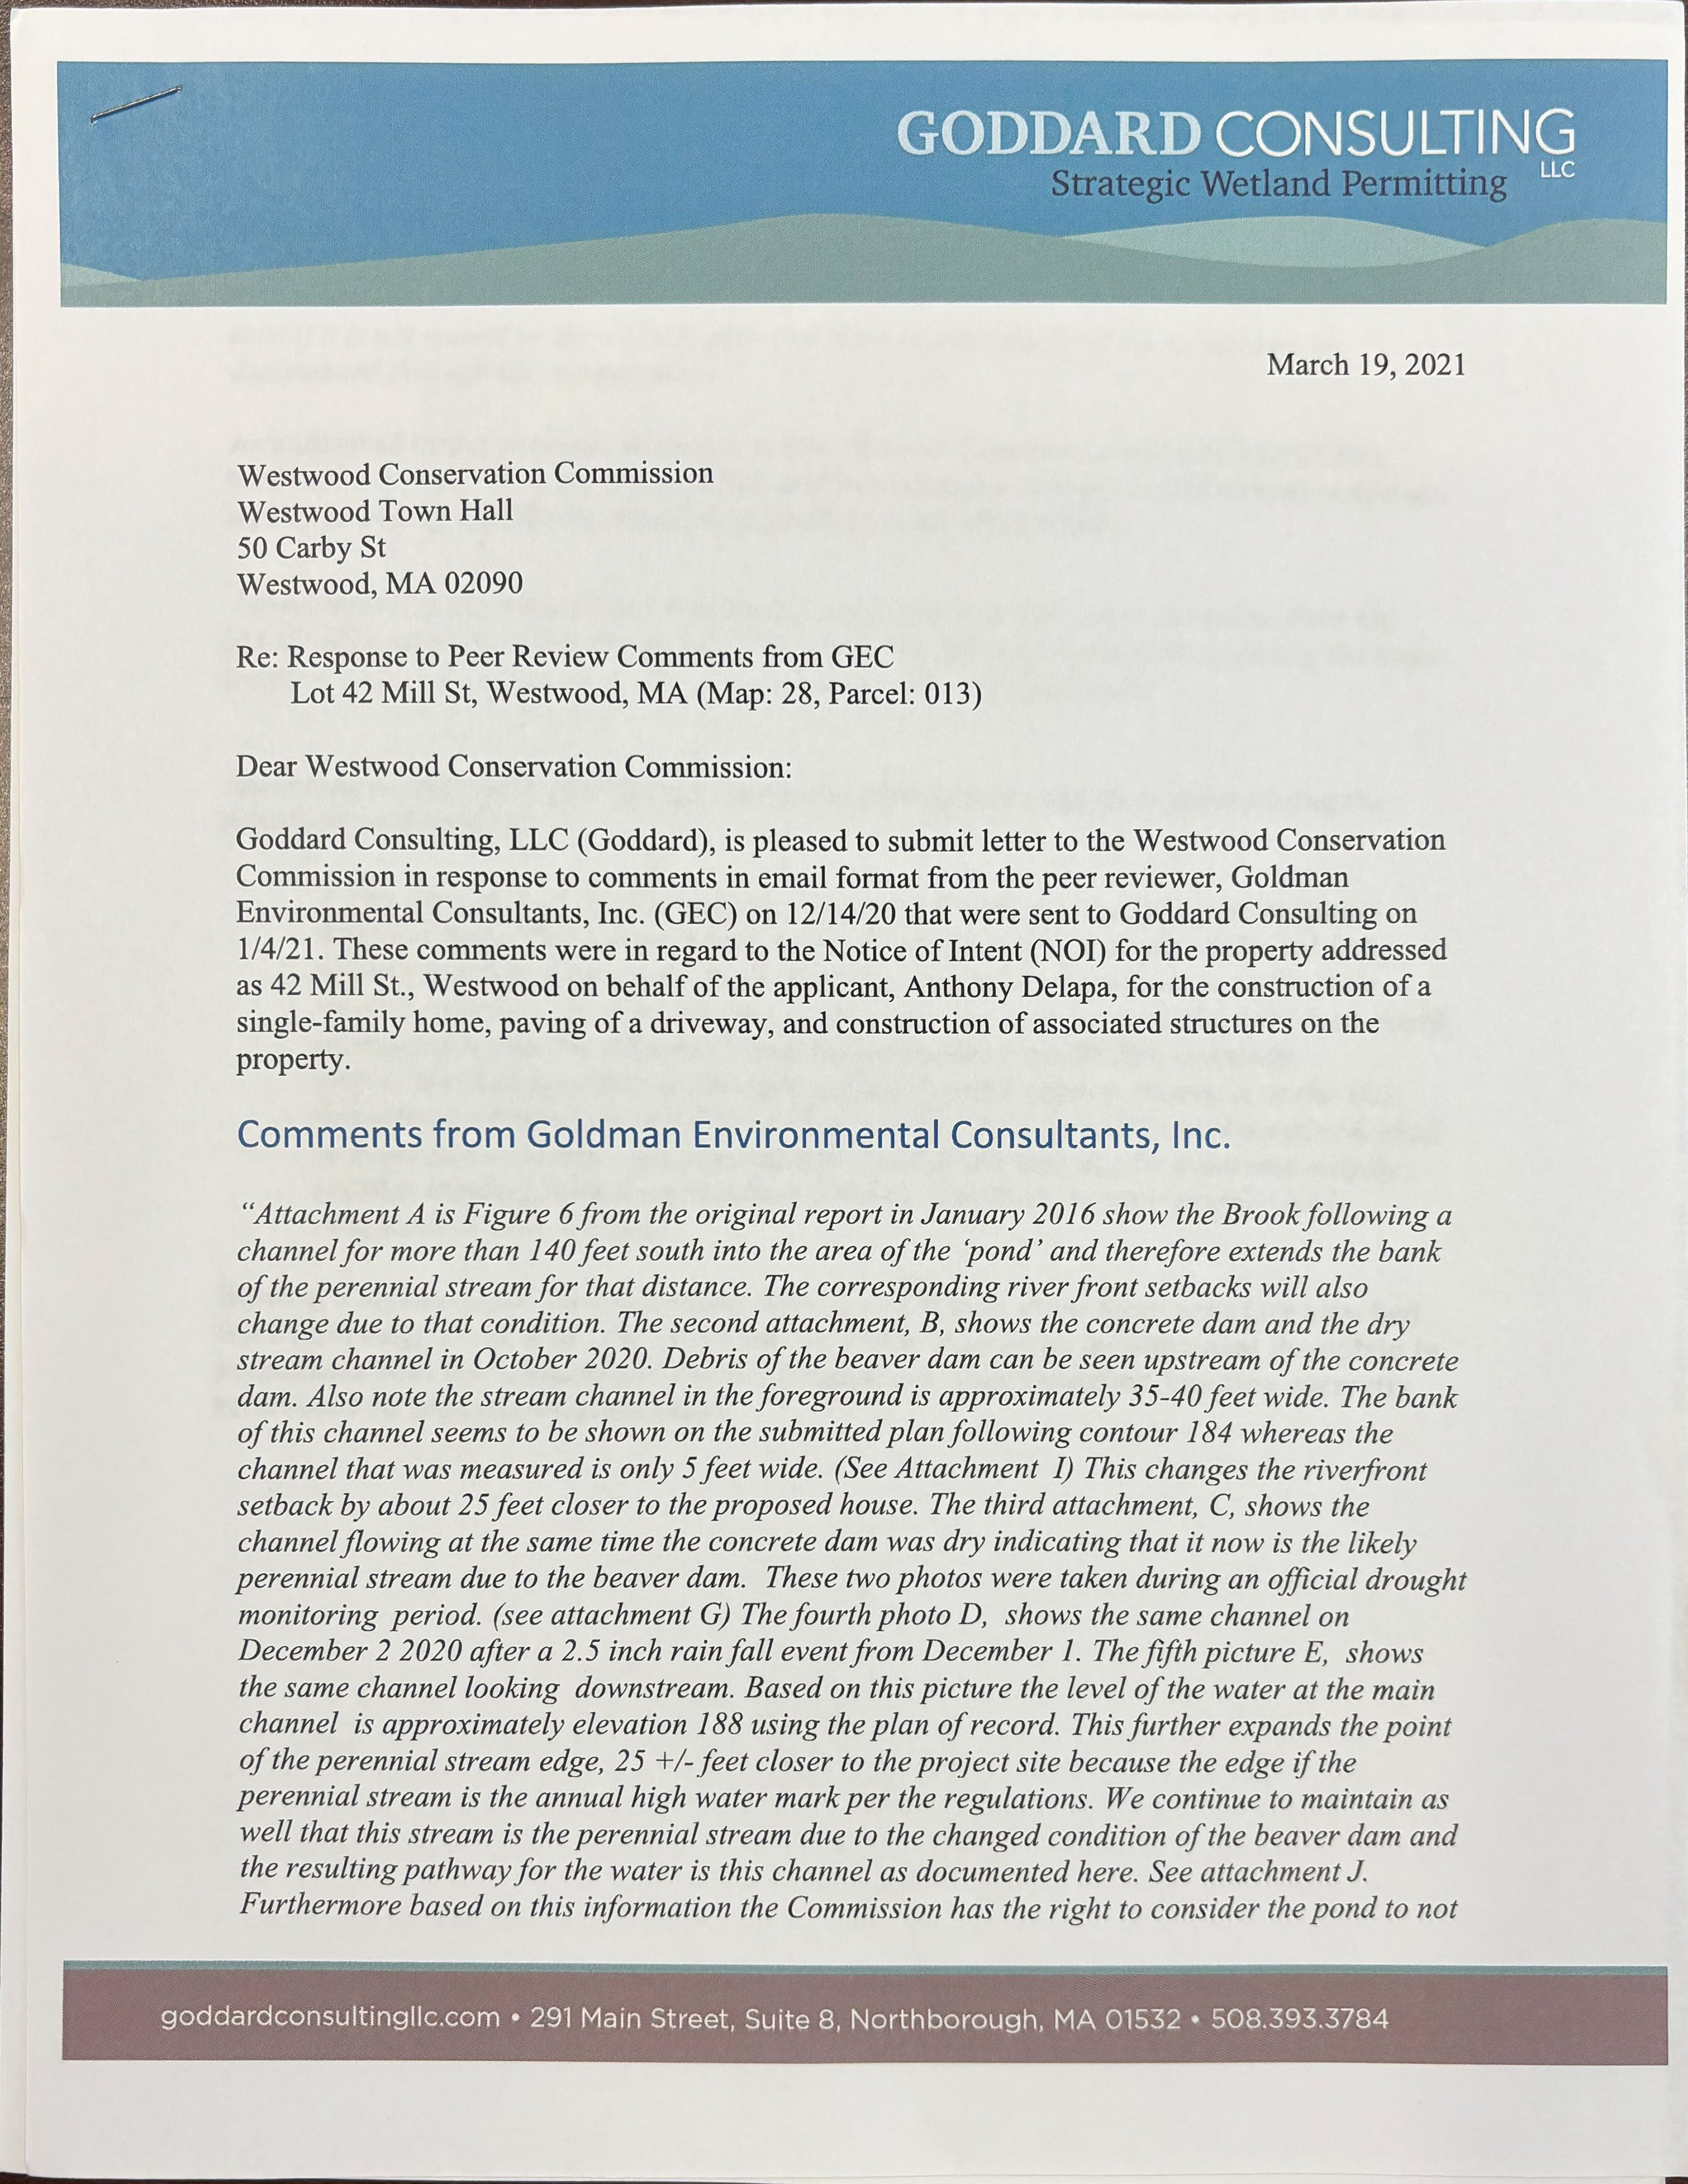 GODDARD CONSULTING
LLC
Strategic Wetland Permitting
March 19, 2021
Westwood Conservation Commission
Westwood Town Hall
50 Carby St
Westwood, MA 02090
Re: Response to Peer Review Comments from GEC
Lot 42 Mill St, Westwood, MA (Map: 28, Parcel: 013)
Dear Westwood Conservation Commission:
Goddard Consulting, LLC (Goddard), is pleased to submit letter to the Westwood Conservation
Commission in response to comments in email format from the peer reviewer, Goldman
Environmental Consultants, Inc. (GEC) on 12/14/20 that were sent to Goddard Consulting on
1/4/21. These comments were in regard to the Notice of Intent (NOI) for the property addressed
as 42 Mill St., Westwood on behalf of the applicant, Anthony Delapa, for the construction of a
single-family home, paving of a driveway, and construction of associated structures on the
property.
Comments from Goldman Environmental Consultants, Inc.
“Attachment A is Figure 6 from the original report in January 2016 show the Brook following a
channel for more than 140 feet south into the area of the ‘pond’ and therefore extends the bank
of the perennial stream for that distance. The corresponding river front setbacks will also
change due to that condition. The second attachment, B, shows the concrete dam and the dry
stream channel in October 2020. Debris of the beaver dam can be seen upstream of the concrete
dam. Also note the stream channel in the foreground is approximately 35-40 feet wide. The bank
of this channel seems to be shown on the submitted plan following contour 184 whereas the
channel that was measured is only 5 feet wide. (See Attachment I) This changes the riverfront
setback by about 25 feet closer to the proposed house. The third attachment, C, shows the
channel flowing at the same time the concrete dam was dry indicating that it now is the likely
perennial stream due to the beaver dam. These two photos were taken during an official drought
monitoring period. (see attachment G) The fourth photo D, shows the same channel on
December 2 2020 after a 2.5 inch rain fall event from December 1. The fifth picture E, shows
the same channel looking downstream. Based on this picture the level of the water at the main
channel is approximately elevation 188 using the plan of record. This further expands the point
of the perennial stream edge, 25 +/- feet closer to the project site because the edge if the
perennial stream is the annual high water mark per the regulations. We continue to maintain as
well that this stream is the perennial stream due to the changed condition of the beaver dam and
the resulting pathway for the water is this channel as documented here. See attachment J.
Furthermore based on this information the Commission has the right to consider the pond to not
goddardconsultingllc.com • 291 Main Street, Suite 8, Northborough, MA 01532 • 508.393.3784